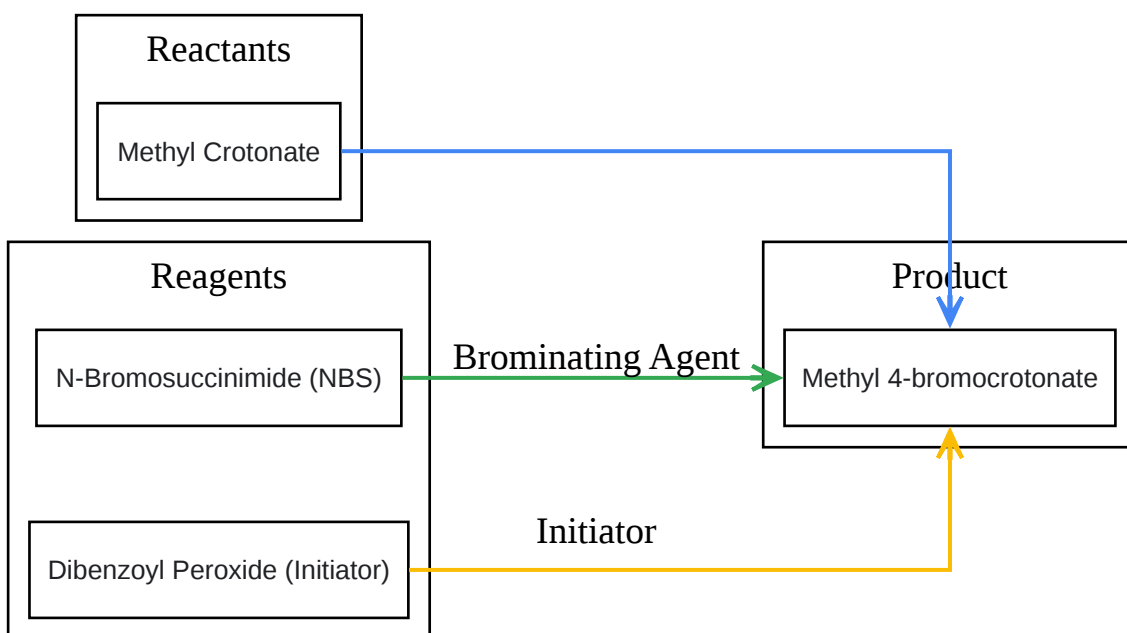 Reactants
Methyl Crotonate
Reagents
N-Bromosuccinimide (NBS)
Dibenzoyl Peroxide (Initiator)
Brominating Agent
Initiator
Product
Methyl 4-bromocrotonate